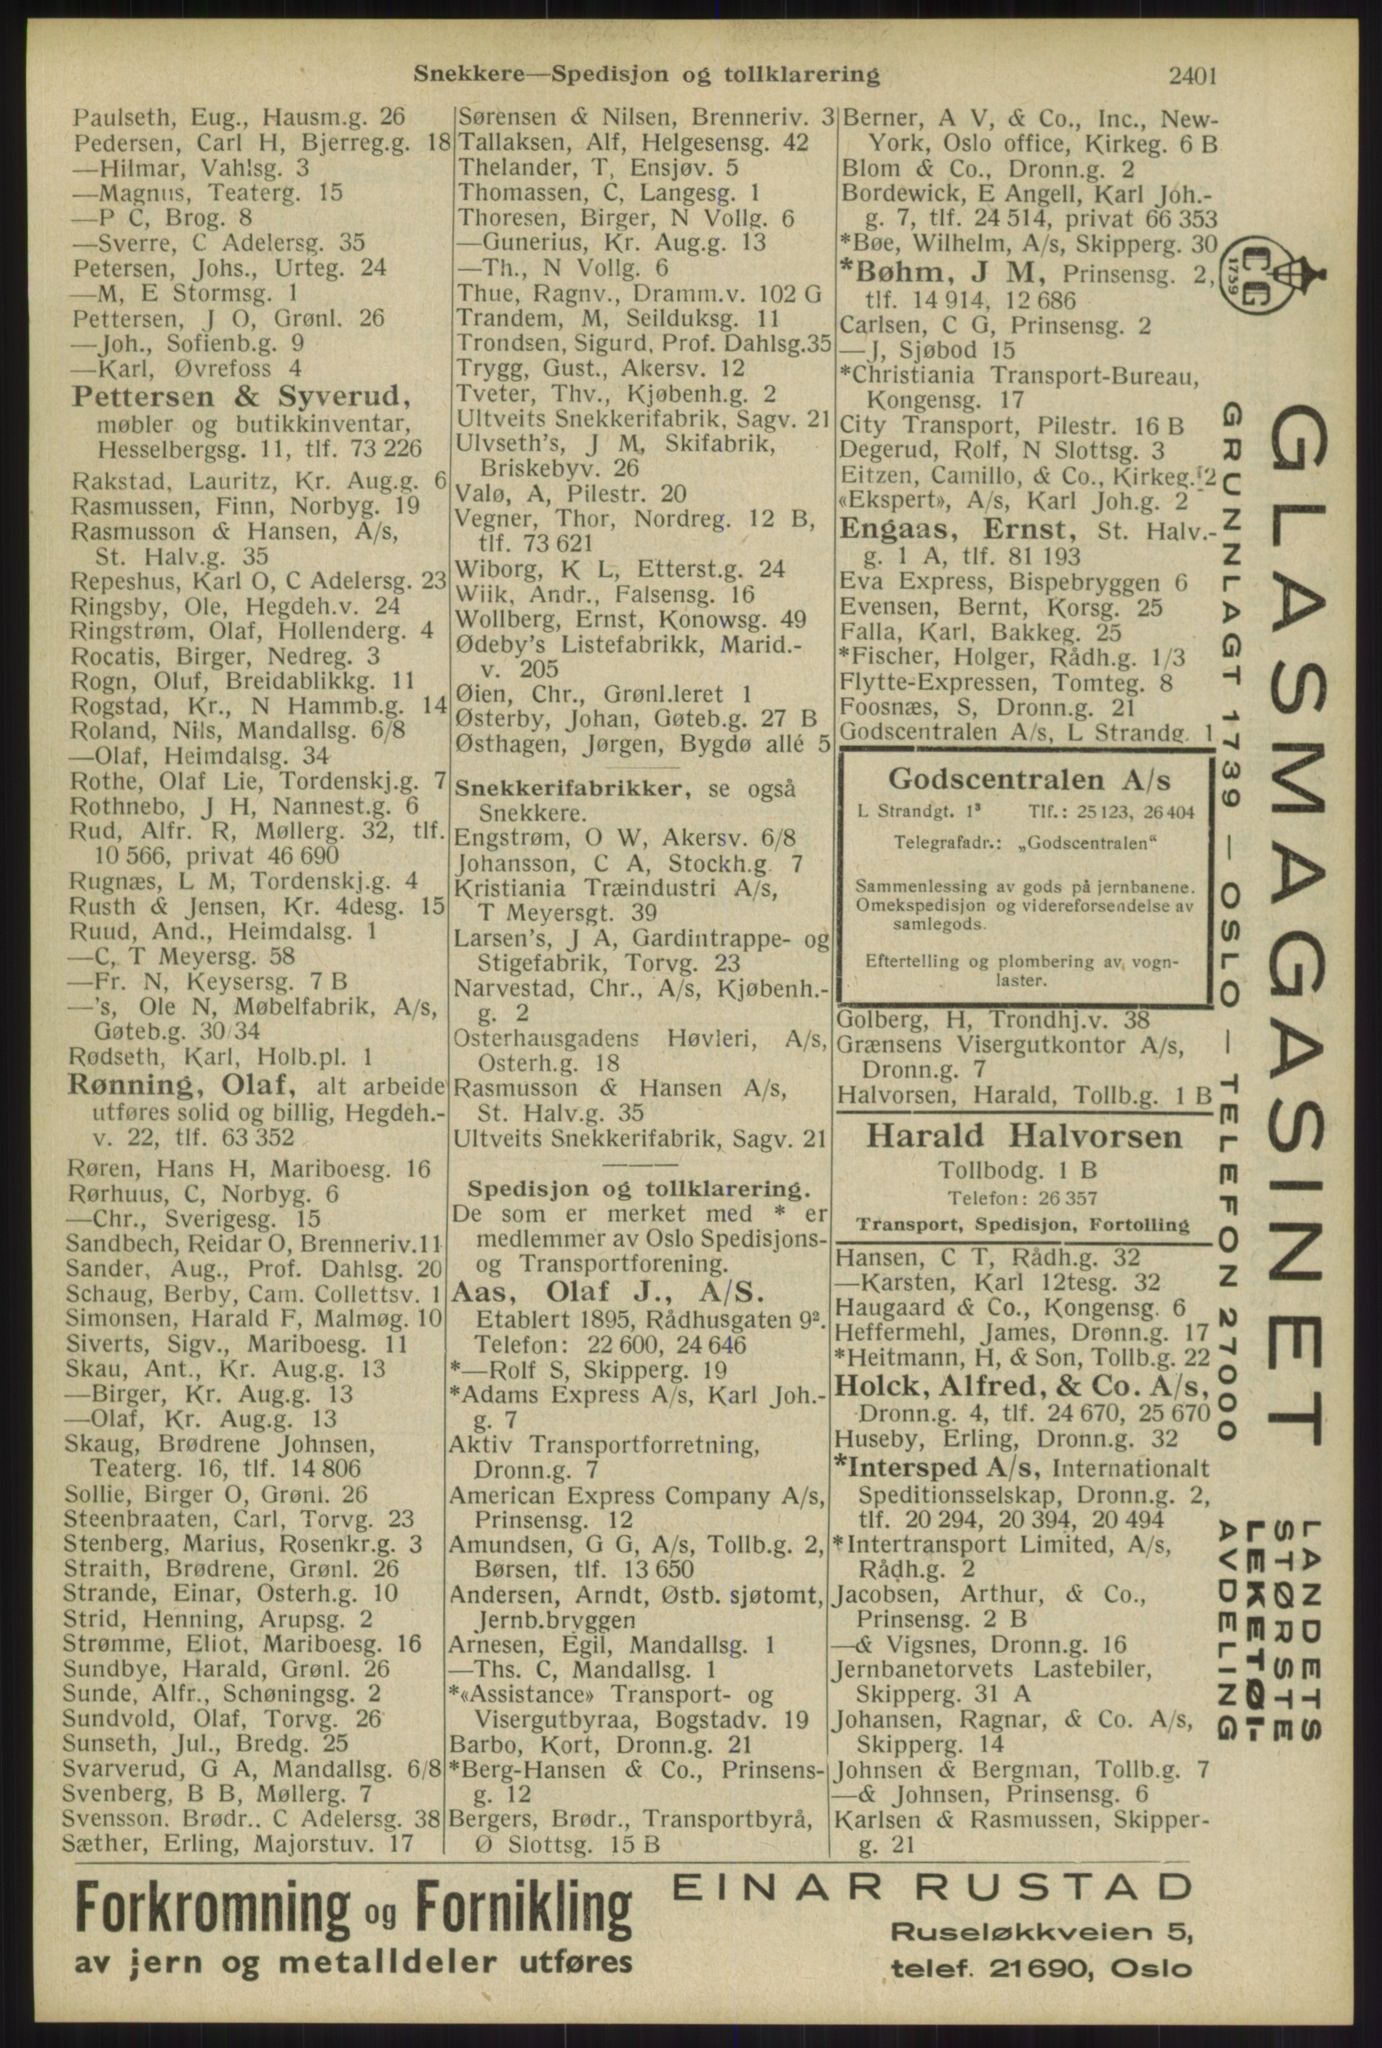 Snekkere—Spedisjon og tollklarering 2401
Paulseth, Eug., Hausm.g. 26
Pedersen, Carl H, Bjerreg.g. 18
—Hilmar, Vahlsg. 3
—Magnus, Teaterg. 15
—P C, Brog. 8
—Sverre, C Adelersg. 35
Petersen, Johs., Urteg. 24
—M, E Stormsg. 1
Pettersen, J O, Grønl. 26
—Joh., Sofienb.g. 9
—Karl, Øvrefoss 4
Pettersen & Syverud,
møbler og butikkinventar,
Hesselbergsg. 11, tlf. 73 226
Rakstad, Lauritz, Kr. Aug.g. 6
Rasmussen, Finn, Norbyg. 19
Rasmusson & Hansen, A/s,
St. Halv.g. 35
Repeshus, Karl O, C Adelersg. 23
Ringsby, Ole, Hegdeh.v. 24
Ringstrøm, Olaf, Hollenderg. 4
Rocatis, Birger, Nedreg. 3
Rogn, Oluf, Breidablikkg. 11
Rogstad, Kr., N Hammb.g. 14
Roland, Nils, Mandallsg. 6/8
—Olaf, Heimdalsg. 34
Rothe, Olaf Lie, Tordenskj.g. 7
Rothnebo, J H, Nannest.g. 6
Rud, Alfr. R, Møllerg. 32, tlf.
10 566, privat 46 690
Rugnæs, L M, Tordenskj.g. 4
Rusth & Jensen, Kr. 4desg. 15
Ruud, And., Heimdalsg. 1
—C, T Meyersg. 58
—Fr. N, Keysersg. 7 B
—'s, Ole N, Møbelfabrik, A/s,
Gøteb.g. 30/34
Rødseth, Karl, Holb.pl. 1
Rønning, Olaf, alt arbeide
utføres solid og billig, Hegdeh.-
v. 22, tlf. 63 352
Røren, Hans H, Mariboesg. 16
Rørhuus, C, Norbyg. 6
—Chr., Sverigesg. 15
Sandbech, Reidar O, Brenneriv.11
Sander, Aug., Prof. Dahlsg. 20
Schaug, Berby, Cam. Collettsv. 1
Simonsen, Harald F, Malmøg. 10
Siverts, Sigv., Mariboesg. 11
Skau, Ant., Kr. Aug.g. 13
—Birger, Kr. Aug.g. 13
—Olaf, Kr. Aug.g. 13
Skaug, Brødrene Johnsen,
Teaterg. 16, tlf. 14 806
Sollie, Birger O, Grønl. 26
Steenbraaten, Carl, Torvg. 23
Stenberg, Marius, Rosenkr.g. 3
Straith, Brødrene, Grønl. 26
Strande, Einar, Osterh.g. 10
Strid, Henning, Arupsg. 2
Strømme, Eliot, Mariboesg. 16
Sundbye, Harald, Grønl. 26
Sunde, Alfr., Schøningsg. 2
Sundvold, Olaf, Torvg. 26
Sunseth, Jul., Bredg. 25
Svarverud, G A, Mandallsg. 6/8
Svenberg, B B, Møllerg. 7
Svensson, Brødr., C Adelersg. 38
Sæther, Erling, Majorstuv. 17
Sørensen & Nilsen, Brenneriv. 3
Tallaksen, Alf, Helgesensg. 42
Thelander, T, Ensjøv. 5
Thomassen, C, Langesg. 1
Thoresen, Birger, N Vollg. 6
—Gunerius, Kr. Aug.g. 13
—Th., N Vollg. 6
Thue, Ragnv., Dramm.v. 102 G
Trandem, M, Seilduksg. 11
Trondsen, Sigurd, Prof. Dahlsg.35
Trygg, Gust., Akersv. 12
Tveter, Thv., Kjøbenh.g. 2
Ultveits Snekkerifabrik, Sagv. 21
Ulvseth's, J M, Skifabrik,
Briskebyv. 26
Valø, A, Pilestr. 20
Vegner, Thor, Nordreg. 12 B,
tlf. 73 621
Wiborg, K L, Etterst.g. 24
Wiik, Andr., Falsensg. 16
Wollberg, Ernst, Konowsg. 49
Ødeby's Listefabrikk, Marid.-
v. 205
Øien, Chr., Grønl.leret 1
Østerby, Johan, Gøteb.g. 27 B
Østhagen, Jørgen, Bygdø allé 5
Snekkerifabrikker, se også
Snekkere.
Engstrøm, O W, Akersv. 6/8
Johansson, C A, Stockh.g. 7
Kristiania Træindustri A/s,
T Meyersgt. 39
Larsen's, J A, Gardintrappe- og
Stigefabrik, Torvg. 23
Narvestad, Chr., A/s, Kjøbenh.-
g. 2
Osterhausgadens Høvleri, A/s,
Osterh.g. 18
Rasmusson & Hansen A/s,
St. Halv.g. 35
Ultveits Snekkerifabrik, Sagv. 21
Spedisjon og tollklarering.
De som er merket med * er
medlemmer av Oslo Spedisjons-
og Transportforening.
Aas, Olaf J., A/S.
Etablert 1895, Rådhusgaten 9².
Telefon: 22 600, 24 646
*—Rolf S, Skipperg. 19
*Adams Express A/s, Karl Joh.-
g. 7
Aktiv Transportforretning,
Dronn.g. 7
American Express Company A/s,
Prinsensg. 12
Amundsen, G G, A/s, Tollb.g. 2,
Børsen, tlf. 13 650
Andersen, Arndt, Østb. sjøtomt,
Jernb.bryggen
Arnesen, Egil, Mandallsg. 1
—Ths. C, Mandallsg. 1
*«Assistance» Transport- og
Visergutbyraa, Bogstadv. 19
Barbo, Kort, Dronn.g. 21
*Berg-Hansen & Co., Prinsens-
g. 12
Bergers, Brødr., Transportbyrå,
Ø Slottsg. 15 B
Berner, A V, & Co., Inc., New-
York, Oslo office, Kirkeg. 6 B
Blom & Co., Dronn.g. 2
Bordewick, E Angell, Karl Joh.-
g. 7, tlf. 24 514, privat 66 353
*Bøe, Wilhelm, A/s, Skipperg. 30
*Bøhm, J M, Prinsensg. 2,
tlf. 14 914, 12 686
Carlsen, C G, Prinsensg. 2
—J, Sjøbod 15
*Christiania Transport-Bureau,
Kongensg. 17
City Transport, Pilestr. 16 B
Degerud, Rolf, N Slottsg. 3
Eitzen, Camillo, & Co., Kirkeg. 2
«Ekspert», A/s, Karl Joh.g. 2
Engaas, Ernst, St. Halv.-
g. 1 A, tlf. 81 193
Eva Express, Bispebryggen 6
Evensen, Bernt, Korsg. 25
Falla, Karl, Bakkeg. 25
*Fischer, Holger, Rådh.g. 1/3
Flytte-Expressen, Tomteg. 8
Foosnæs, S, Dronn.g. 21
Godscentralen A/s, L Strandg. 1
Godscentralen A/s
L Strandgt. 1³ Tlf.: 25 123, 26 404
Telegrafadr.: „Godscentralen“
Sammenlessing av gods på jernbanene.
Omekspedisjon og videreforsendelse av
samlegods.
Eftertelling og plombering av vogn-
laster.
Golberg, H, Trondhj.v. 38
Grænsens Visergutkontor A/s,
Dronn.g. 7
Halvorsen, Harald, Tollb.g. 1 B
Harald Halvorsen
Tollbodg. 1 B
Telefon: 26 357
Transport, Spedisjon, Fortolling
Hansen, C T, Rådh.g. 32
—Karsten, Karl 12tesg. 32
Haugaard & Co., Kongensg. 6
Heffermehl, James, Dronn.g. 17
*Heitmann, H, & Son, Tollb.g. 22
Holck, Alfred, & Co. A/s,
Dronn.g. 4, tlf. 24 670, 25 670
Huseby, Erling, Dronn.g. 32
*Intersped A/s, Internationalt
Speditionsselskap, Dronn.g. 2,
tlf. 20 294, 20 394, 20 494
*Intertransport Limited, A/s,
Rådh.g. 2
Jacobsen, Arthur, & Co.,
Prinsensg. 2 B
—& Vigsnes, Dronn.g. 16
Jernbanetorvets Lastebiler,
Skipperg. 31 A
Johansen, Ragnar, & Co. A/s,
Skipperg. 14
Johnsen & Bergman, Tollb.g. 7
—& Johnsen, Prinsensg. 6
Karlsen & Rasmussen, Skipper-
g. 21
CG
CG
1739
GLASMAGASINET
GRUNNLAGT 1739 — OSLO — TELEFON 27000
LANDETS
STØRSTE
LEKETØI-
AVDELING
Forkromning og Fornikling
av jern og metalldeler utføres
EINAR RUSTAD
Ruseløkkveien 5,
telef. 21690, Oslo